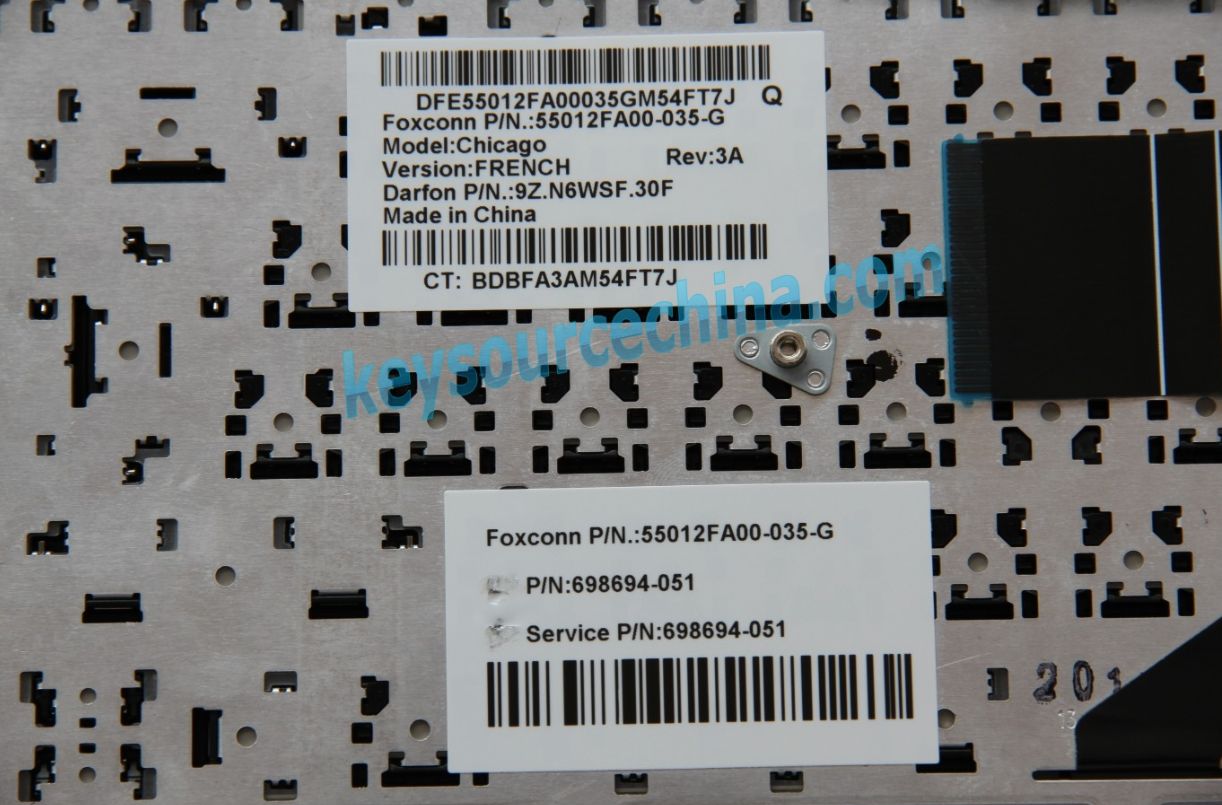 DFE55012FA00035GM54FT7J Q
Foxconn P/N.:55012FA00-035-G
Model:Chicago
Version:FRENCH Rev:3A
Darfon P/N.:9Z.N6WSF.30F
Made in China
CT: BDBFA3AM54FT7J
keysourcechina.com
Foxconn P/N.:55012FA00-035-G
P/N:698694-051
Service P/N:698694-051
201
13